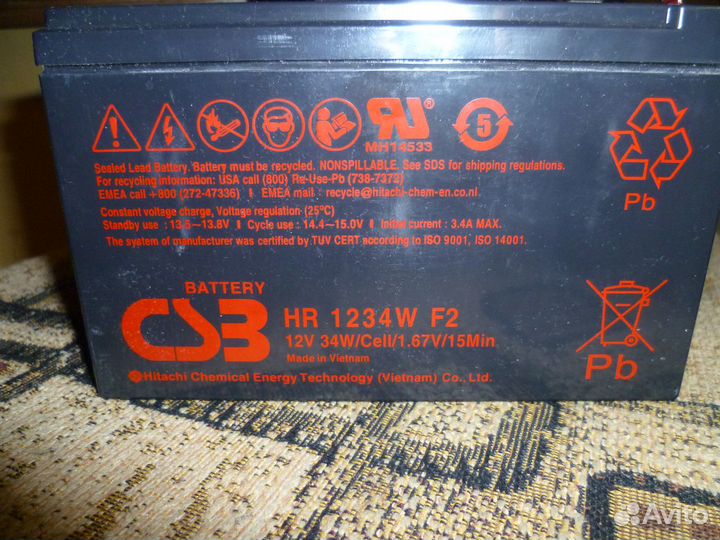 MH14533
5
Sealed Lead Battery. Battery must be recycled. NONSPILLABLE. See SDS for shipping regulations.
For recycling information: USA call (800) Re-Use-Pb (738-7372)
EMEA call +800 (272-47336) EMEA mail : recycle@hitachi-chem-en.co.nl
Constant voltage charge, Voltage regulation (25°C)
Standby use : 13.5~13.8V Cycle use : 14.4~15.0V Initial current : 3.4A MAX.
The system of manufacturer was certified by TUV CERT according to ISO 9001, ISO 14001.
Pb
BATTERY
CSB
HR 1234W F2
12V 34W/Cell/1.67V/15Min
Made in Vietnam
Hitachi Chemical Energy Technology (Vietnam) Co., Ltd.
Pb
Avito